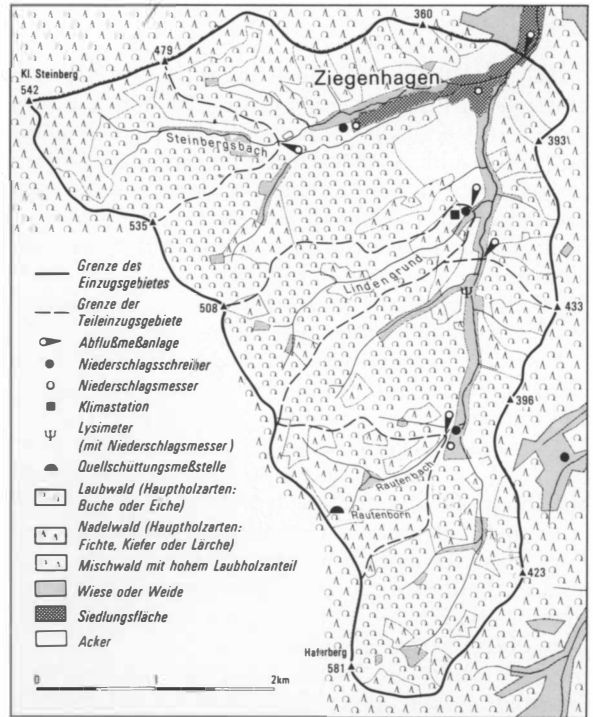 360
479
Ziegenhagen
Kl. Steinberg
542
Steinbergsbach
393
535
Lindengrund
508
433
396
Rautenbach
Rautenborn
423
Haferberg
581
Grenze des
Einzugsgebietes
Grenze der
Teileinzugsgebiete
Abflußmeßanlage
Niederschlagsschreiber
Niederschlagsmesser
Klimastation
Lysimeter
(mit Niederschlagsmesser)
Quellschüttungsmeßstelle
Laubwald (Hauptholzarten:
Buche oder Eiche)
Nadelwald (Hauptholzarten:
Fichte, Kiefer oder Lärche)
Mischwald mit hohem Laubholzanteil
Wiese oder Weide
Siedlungsfläche
Acker
0 1 2km